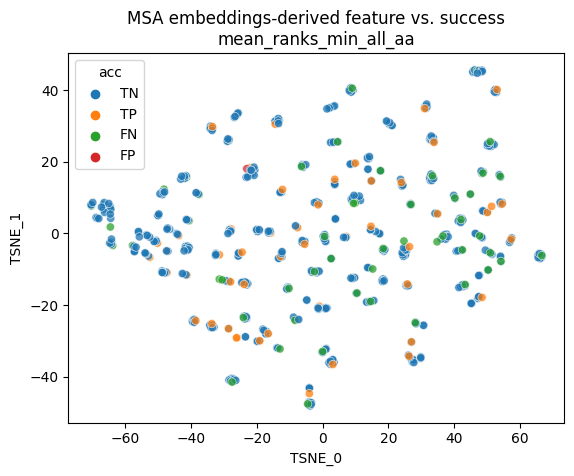 MSA embeddings-derived feature vs. success
mean_ranks_min_all_aa
acc
TN
TP
FN
FP
40
20
0
−20
−40
TSNE_1
−60
−40
−20
0
20
40
60
TSNE_0